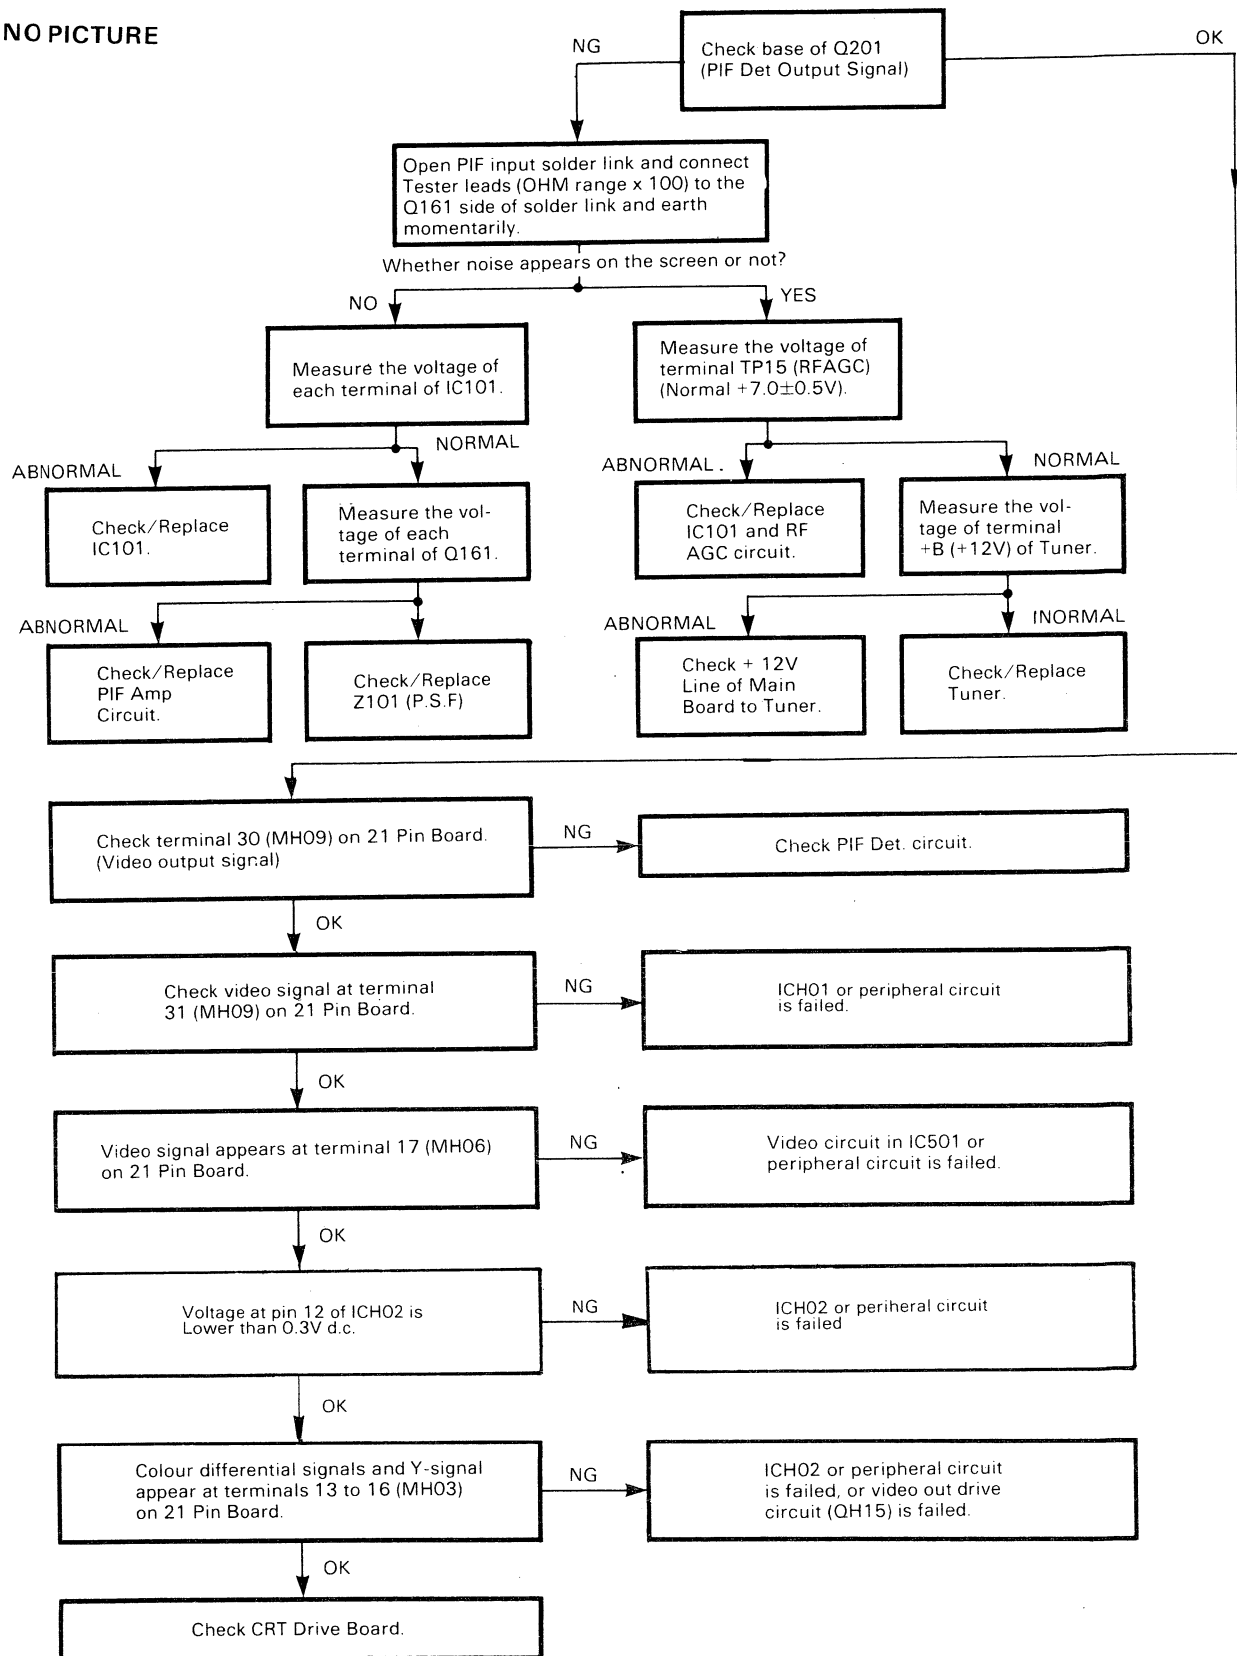 NO PICTURE
NG
Check base of Q201
(PIF Det Output Signal)
OK
Open PIF input solder link and connect
Tester leads (OHM range x 100) to the
Q161 side of solder link and earth
momentarily.
Whether noise appears on the screen or not?
NO
YES
Measure the voltage of
each terminal of IC101.
Measure the voltage of
terminal TP15 (RFAGC)
(Normal +7.0±0.5V).
ABNORMAL
NORMAL
ABNORMAL .
NORMAL
Check/Replace
IC101.
Measure the vol-
tage of each
terminal of Q161.
Check/Replace
IC101 and RF
AGC circuit.
Measure the vol-
tage of terminal
+B (+12V) of Tuner.
ABNORMAL
ABNORMAL
INORMAL
Check/Replace
PIF Amp
Circuit.
Check/Replace
Z101 (P.S.F)
Check + 12V
Line of Main
Board to Tuner.
Check/Replace
Tuner.
Check terminal 30 (MH09) on 21 Pin Board.
(Video output signal)
NG
Check PIF Det. circuit.
OK
Check video signal at terminal
31 (MH09) on 21 Pin Board.
NG
ICH01 or peripheral circuit
is failed.
OK
Video signal appears at terminal 17 (MH06)
on 21 Pin Board.
NG
Video circuit in IC501 or
peripheral circuit is failed.
OK
Voltage at pin 12 of ICH02 is
Lower than 0.3V d.c.
NG
ICH02 or periheral circuit
is failed
OK
Colour differential signals and Y-signal
appear at terminals 13 to 16 (MH03)
on 21 Pin Board.
NG
ICH02 or peripheral circuit
is failed, or video out drive
circuit (QH15) is failed.
OK
Check CRT Drive Board.